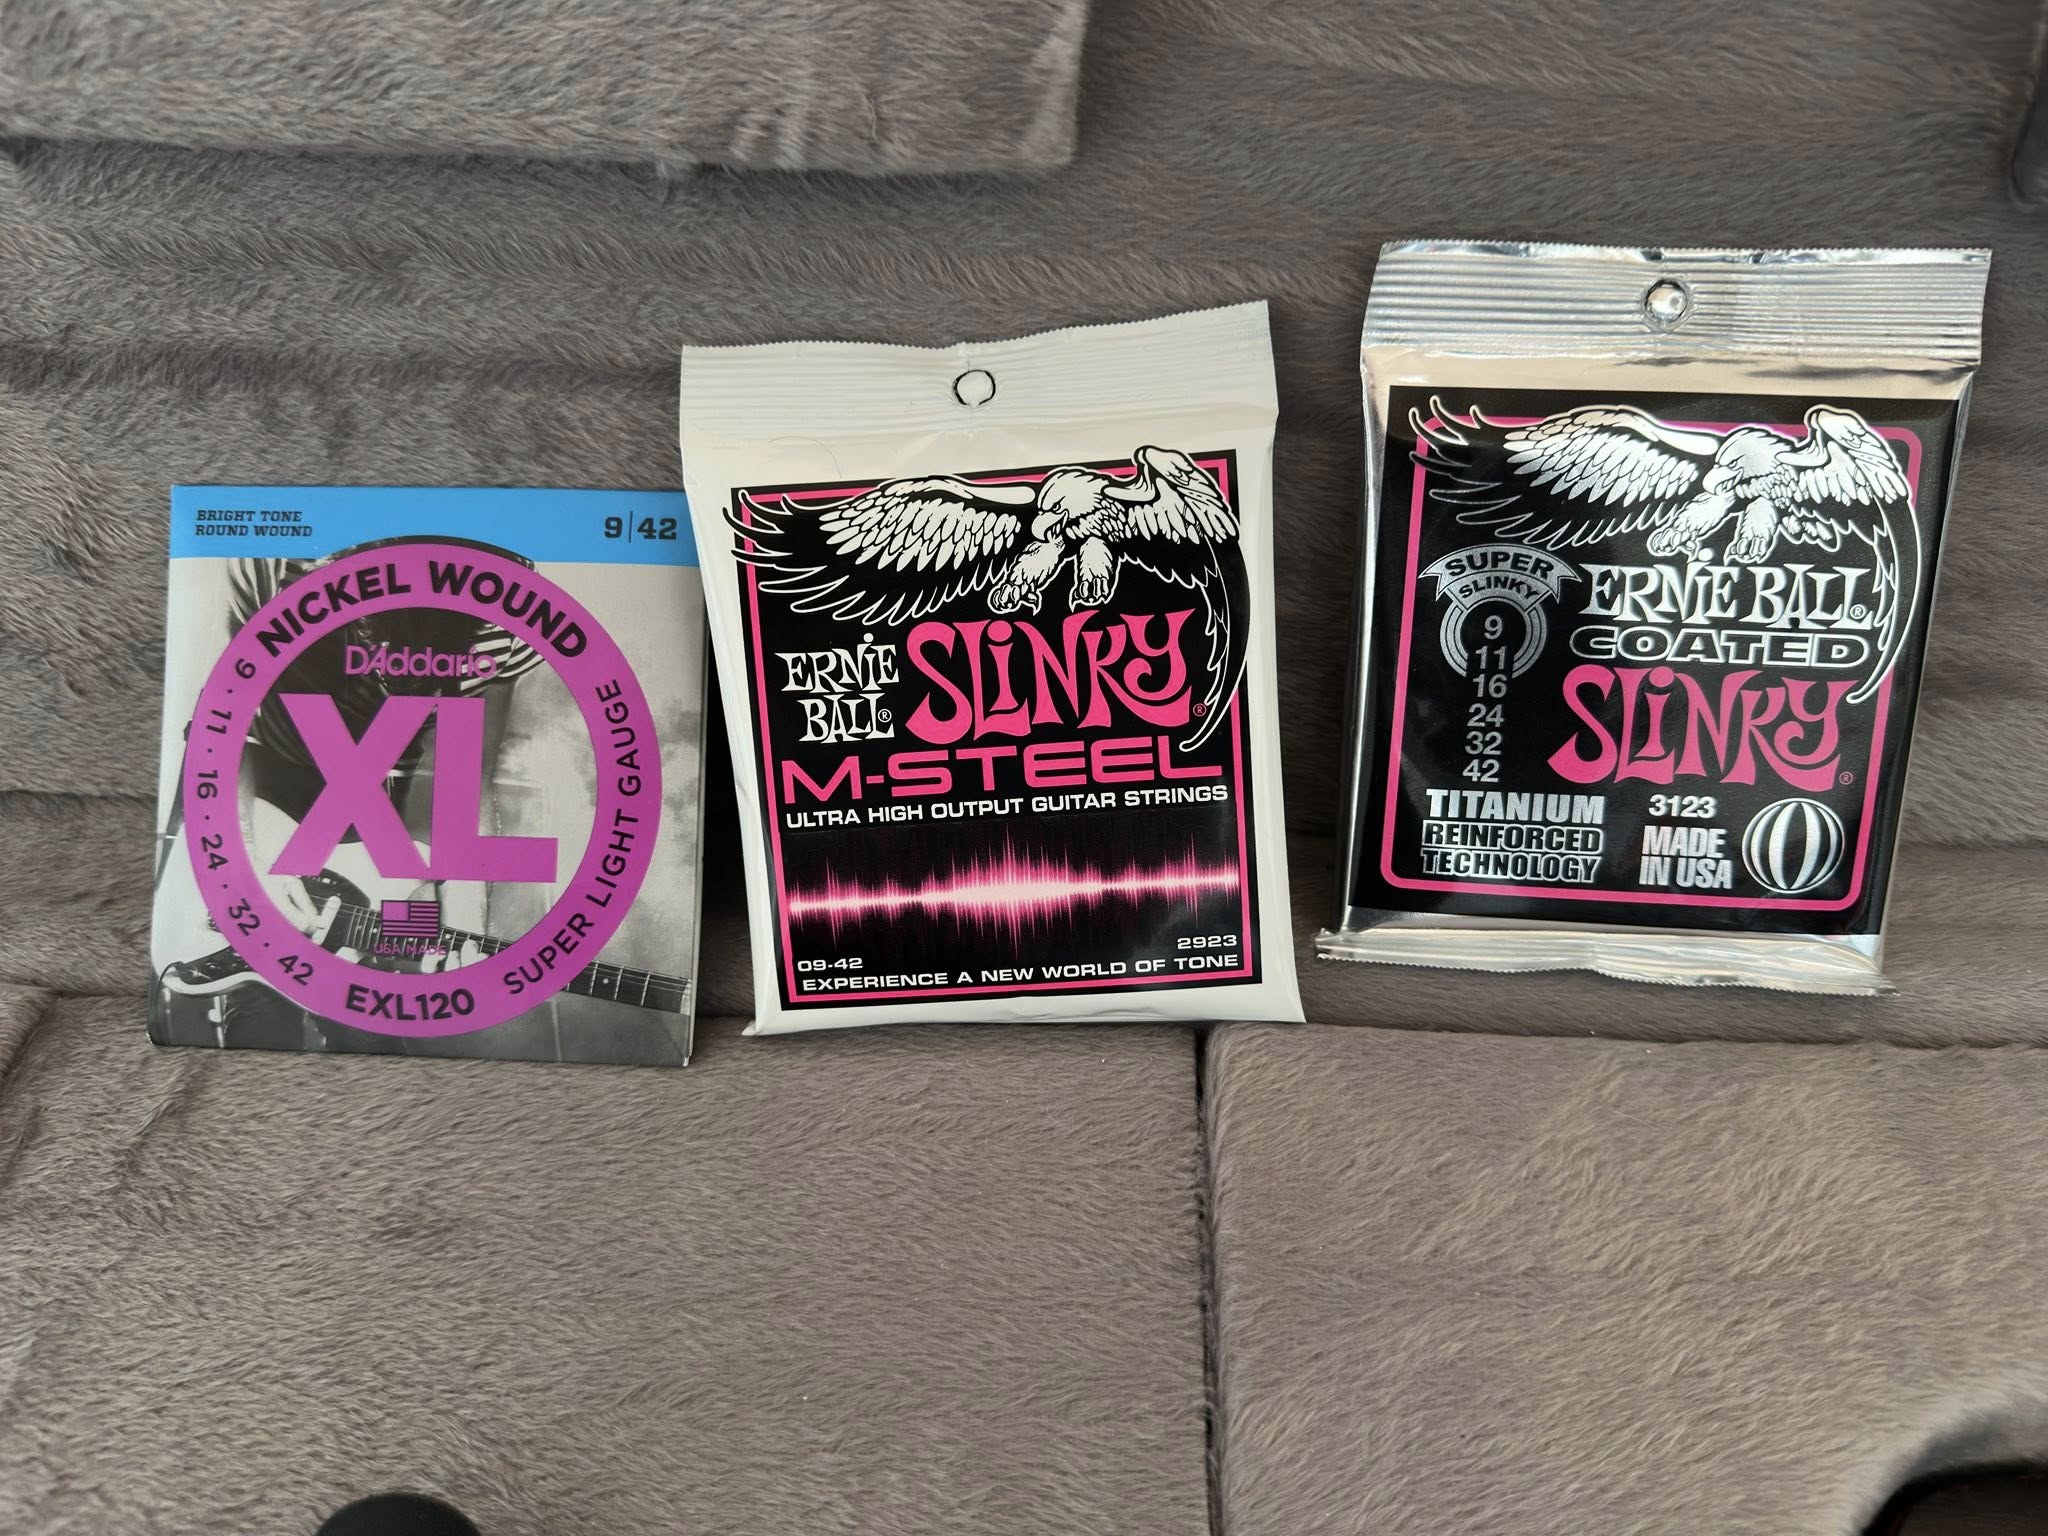 BRIGHT TONE
ROUND WOUND
9|42
NICKEL WOUND
D'Addario
XL
9 · 11 · 16 · 24 · 32 · 42
USA MADE
EXL120
SUPER LIGHT GAUGE
ERNIE BALL®
SLINKY®
M-STEEL
ULTRA HIGH OUTPUT GUITAR STRINGS
2923
09-42
EXPERIENCE A NEW WORLD OF TONE
SUPER
SLINKY
9
11
16
24
32
42
ERNIE BALL®
COATED
SLINKY®
TITANIUM
REINFORCED
TECHNOLOGY
3123
MADE
IN USA